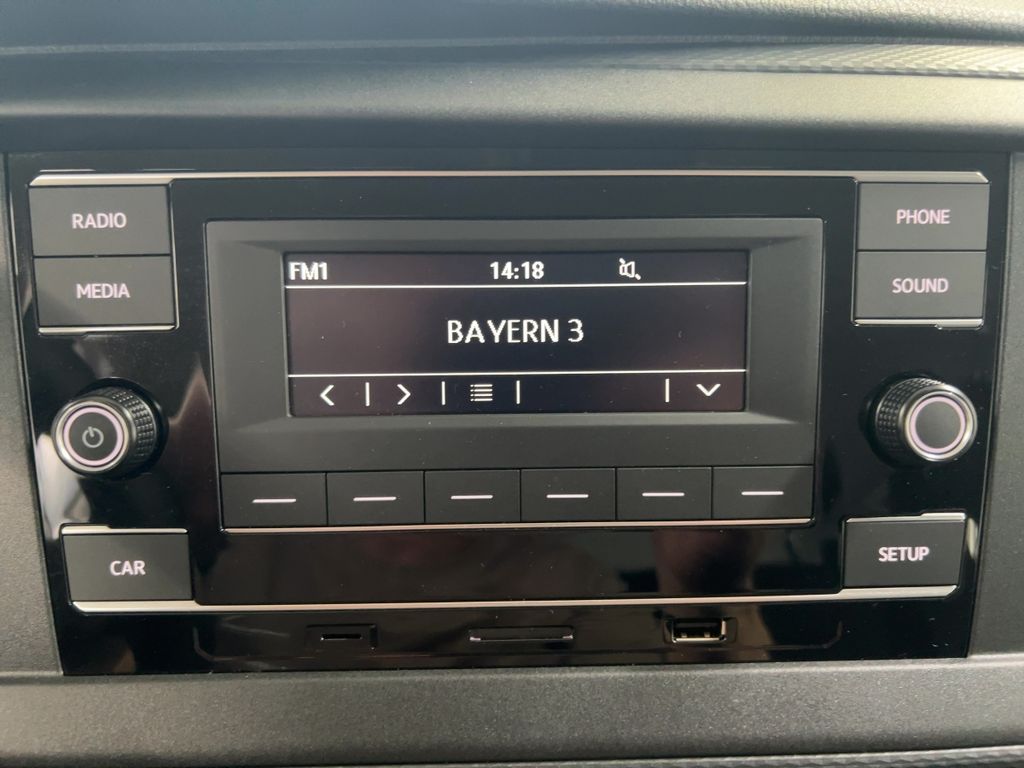 RADIO
PHONE
MEDIA
SOUND
FM1 14:18
BAYERN 3
CAR
SETUP